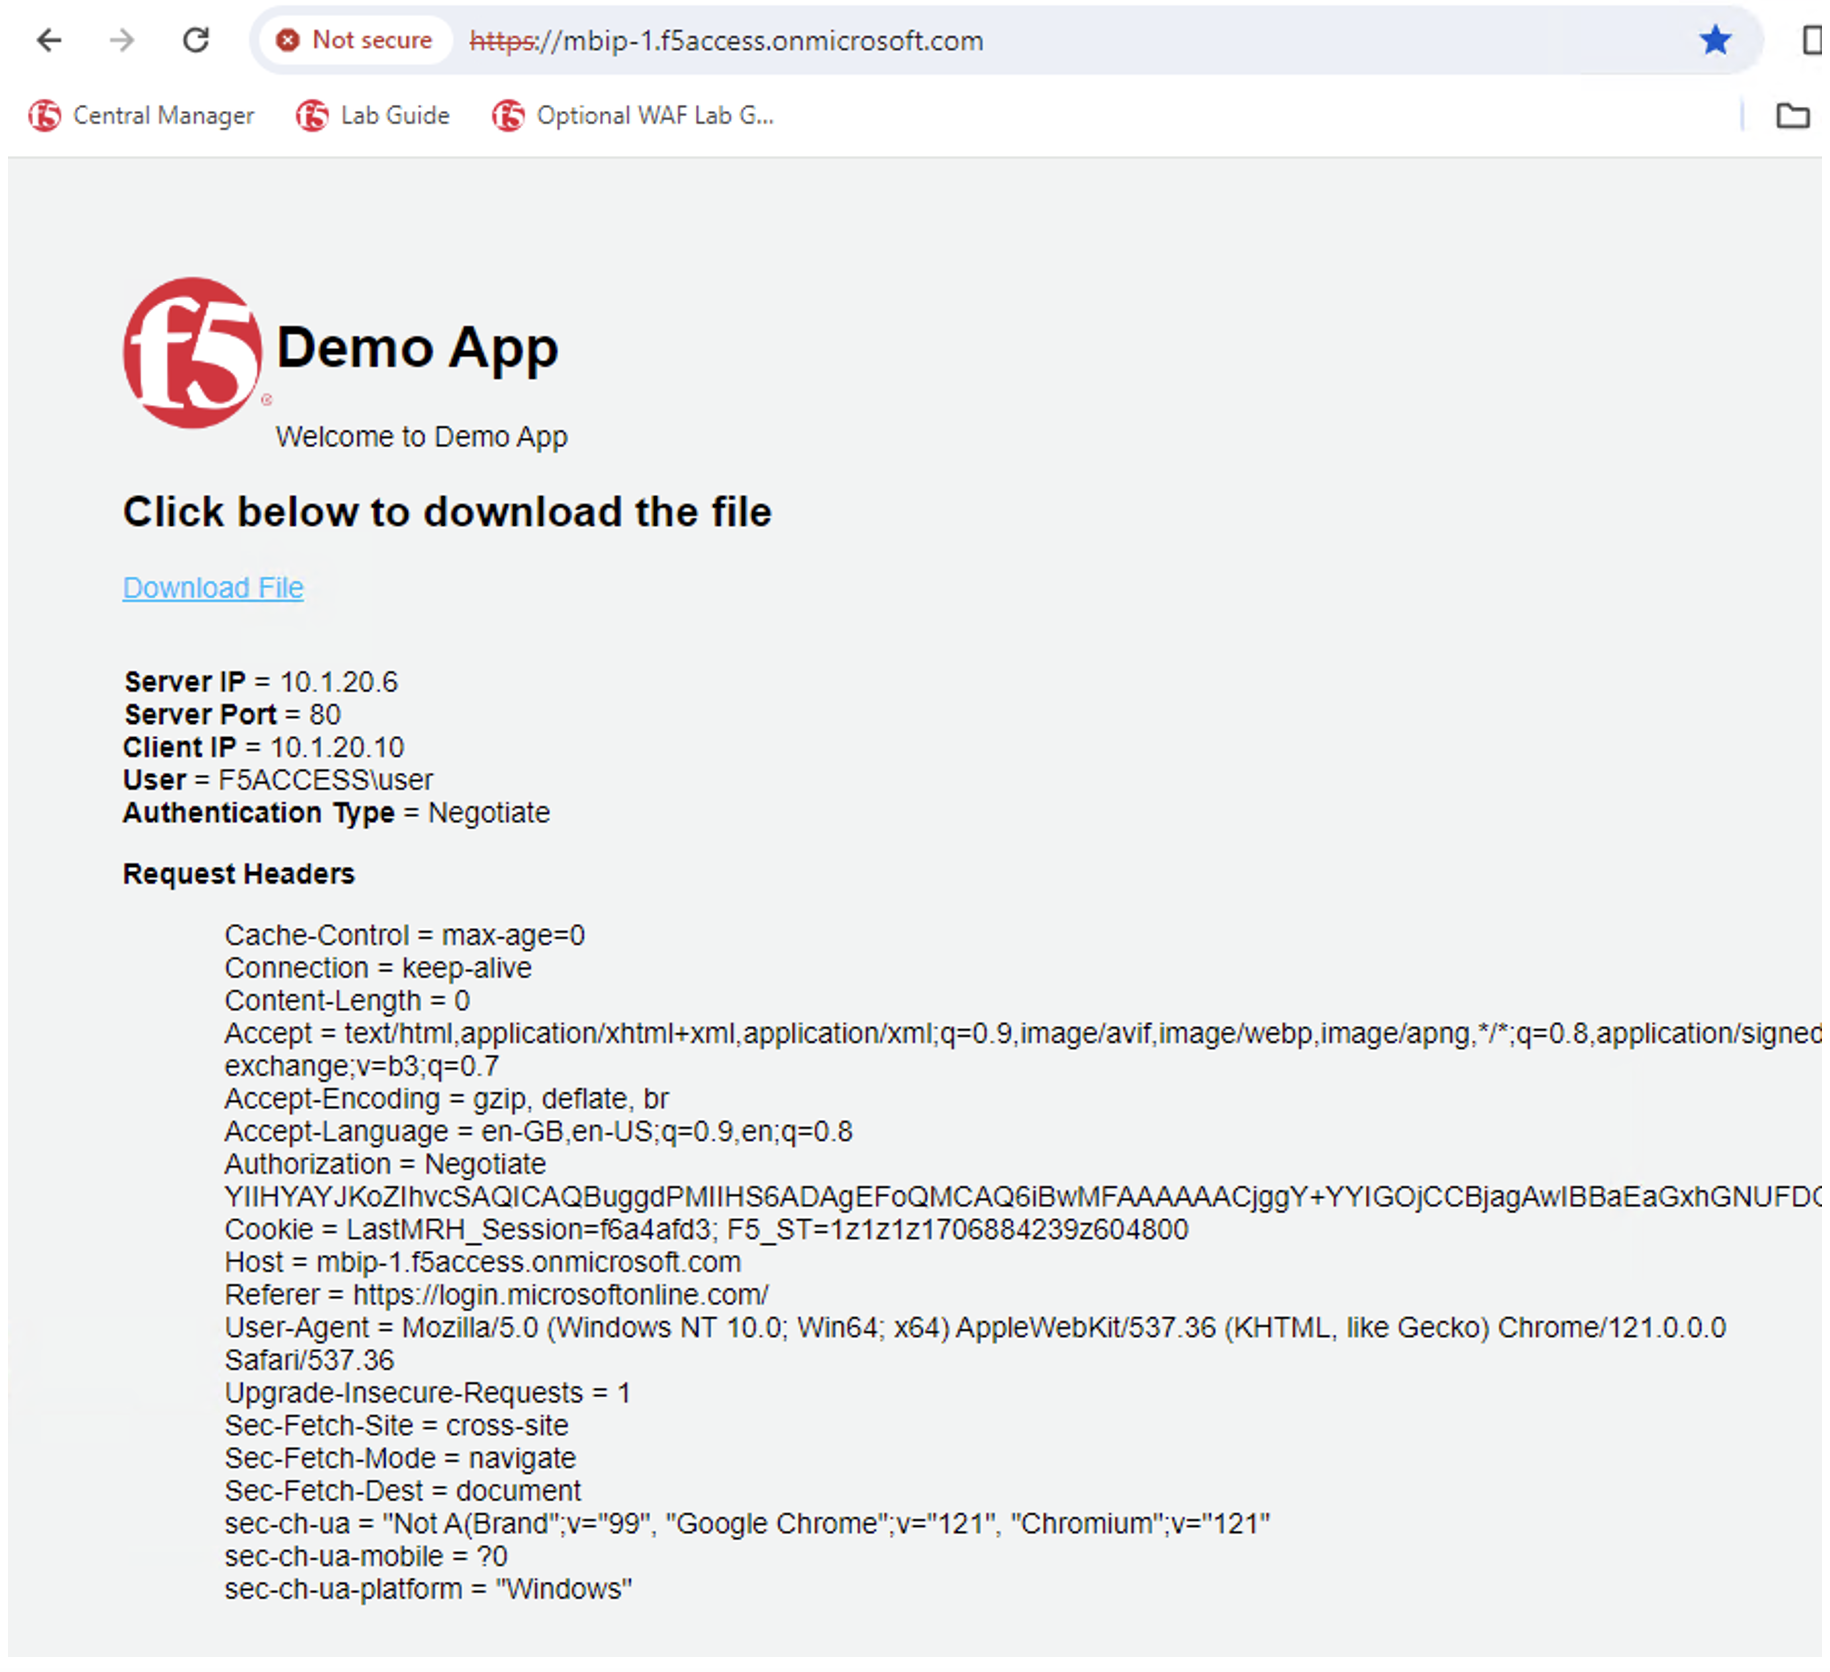 Not secure https://mbip-1.f5access.onmicrosoft.com
f5 Central Manager f5 Lab Guide f5 Optional WAF Lab G...
f5 ®
Demo App
Welcome to Demo App
Click below to download the file
Download File
Server IP = 10.1.20.6
Server Port = 80
Client IP = 10.1.20.10
User = F5ACCESS\user
Authentication Type = Negotiate
Request Headers
Cache-Control = max-age=0
Connection = keep-alive
Content-Length = 0
Accept = text/html,application/xhtml+xml,application/xml;q=0.9,image/avif,image/webp,image/apng,*/*;q=0.8,application/signed
exchange;v=b3;q=0.7
Accept-Encoding = gzip, deflate, br
Accept-Language = en-GB,en-US;q=0.9,en;q=0.8
Authorization = Negotiate
Cookie = LastMRH_Session=f6a4afd3; F5_ST=1z1z1z1706884239z604800
Host = mbip-1.f5access.onmicrosoft.com
Referer = https://login.microsoftonline.com/
User-Agent = Mozilla/5.0 (Windows NT 10.0; Win64; x64) AppleWebKit/537.36 (KHTML, like Gecko) Chrome/121.0.0.0
Safari/537.36
Upgrade-Insecure-Requests = 1
Sec-Fetch-Site = cross-site
Sec-Fetch-Mode = navigate
Sec-Fetch-Dest = document
sec-ch-ua = "Not A(Brand";v="99", "Google Chrome";v="121", "Chromium";v="121"
sec-ch-ua-mobile = ?0
sec-ch-ua-platform = "Windows"